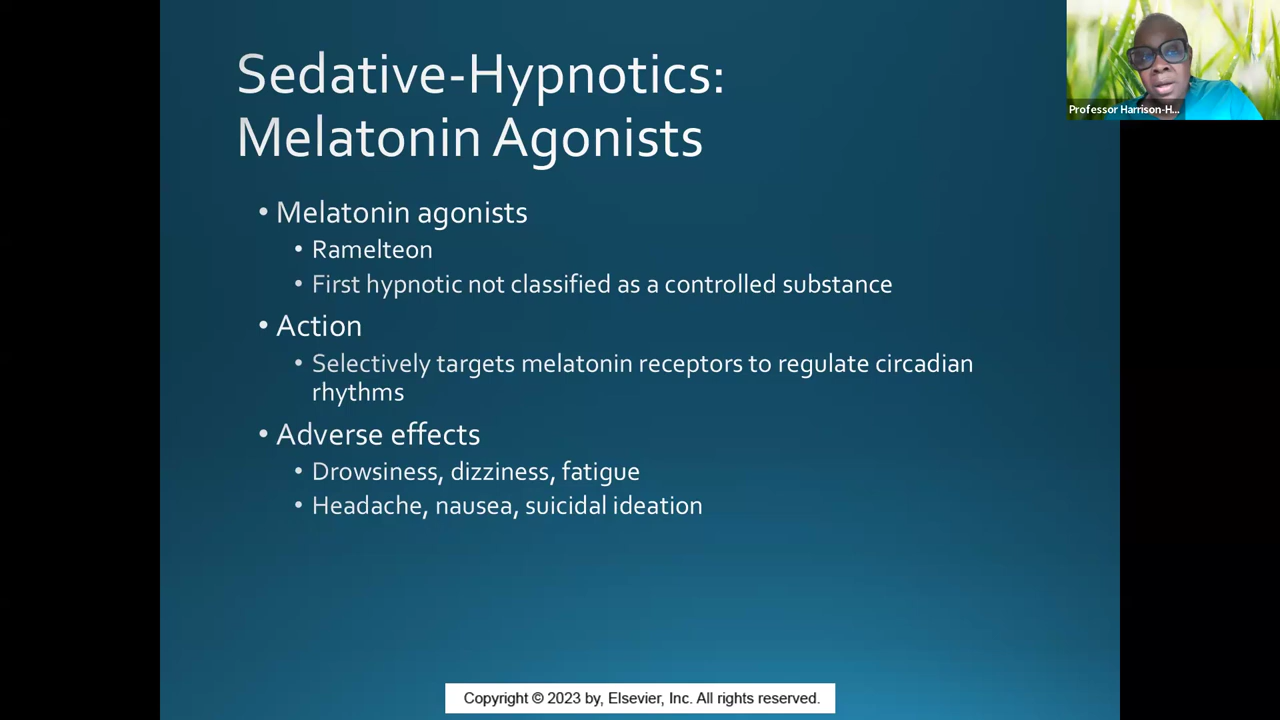 Sedative-Hypnotics:
Melatonin Agonists
Professor Harrison-H...
• Melatonin agonists
• Ramelteon
• First hypnotic not classified as a controlled substance
• Action
• Selectively targets melatonin receptors to regulate circadian
rhythms
• Adverse effects
• Drowsiness, dizziness, fatigue
• Headache, nausea, suicidal ideation
Copyright © 2023 by, Elsevier, Inc. All rights reserved.